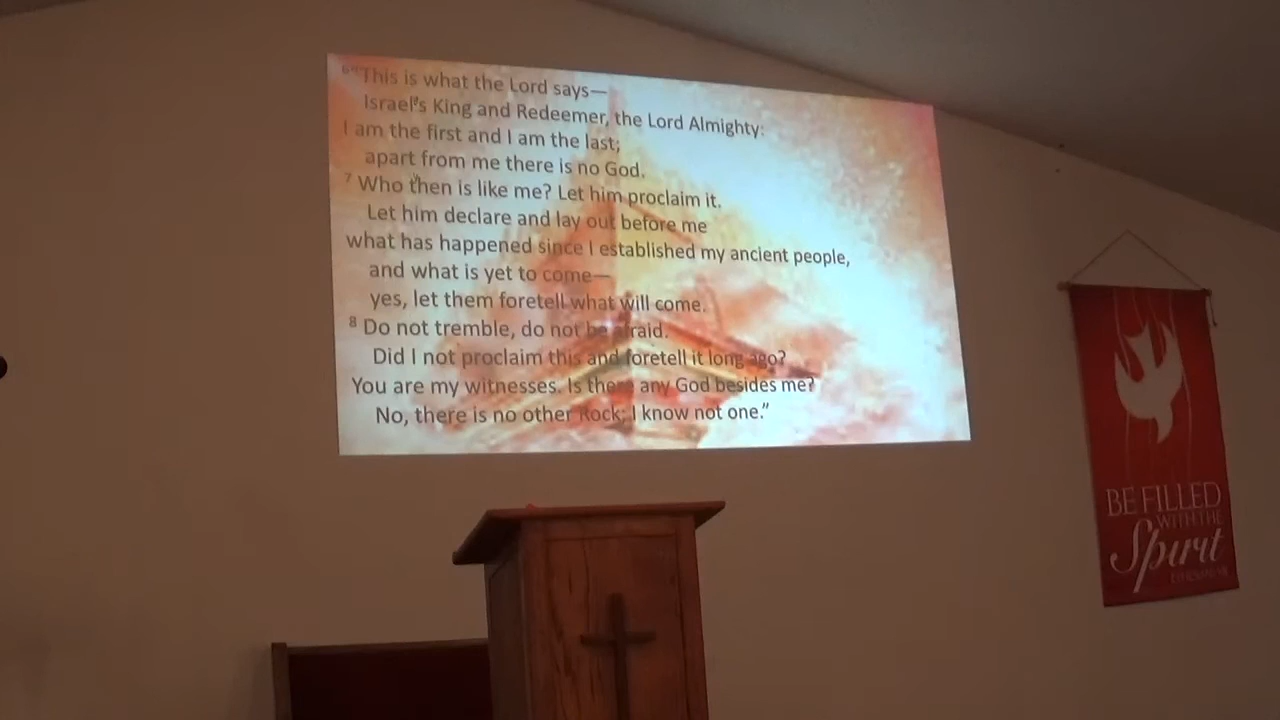 6 “This is what the Lord says—
Israel’s King and Redeemer, the Lord Almighty:
I am the first and I am the last;
apart from me there is no God.
7 Who then is like me? Let him proclaim it.
Let him declare and lay out before me
what has happened since I established my ancient people,
and what is yet to come—
yes, let them foretell what will come.
8 Do not tremble, do not be afraid.
Did I not proclaim this and foretell it long ago?
You are my witnesses. Is there any God besides me?
No, there is no other Rock; I know not one.”
BE FILLED
WITH THE
Spirit